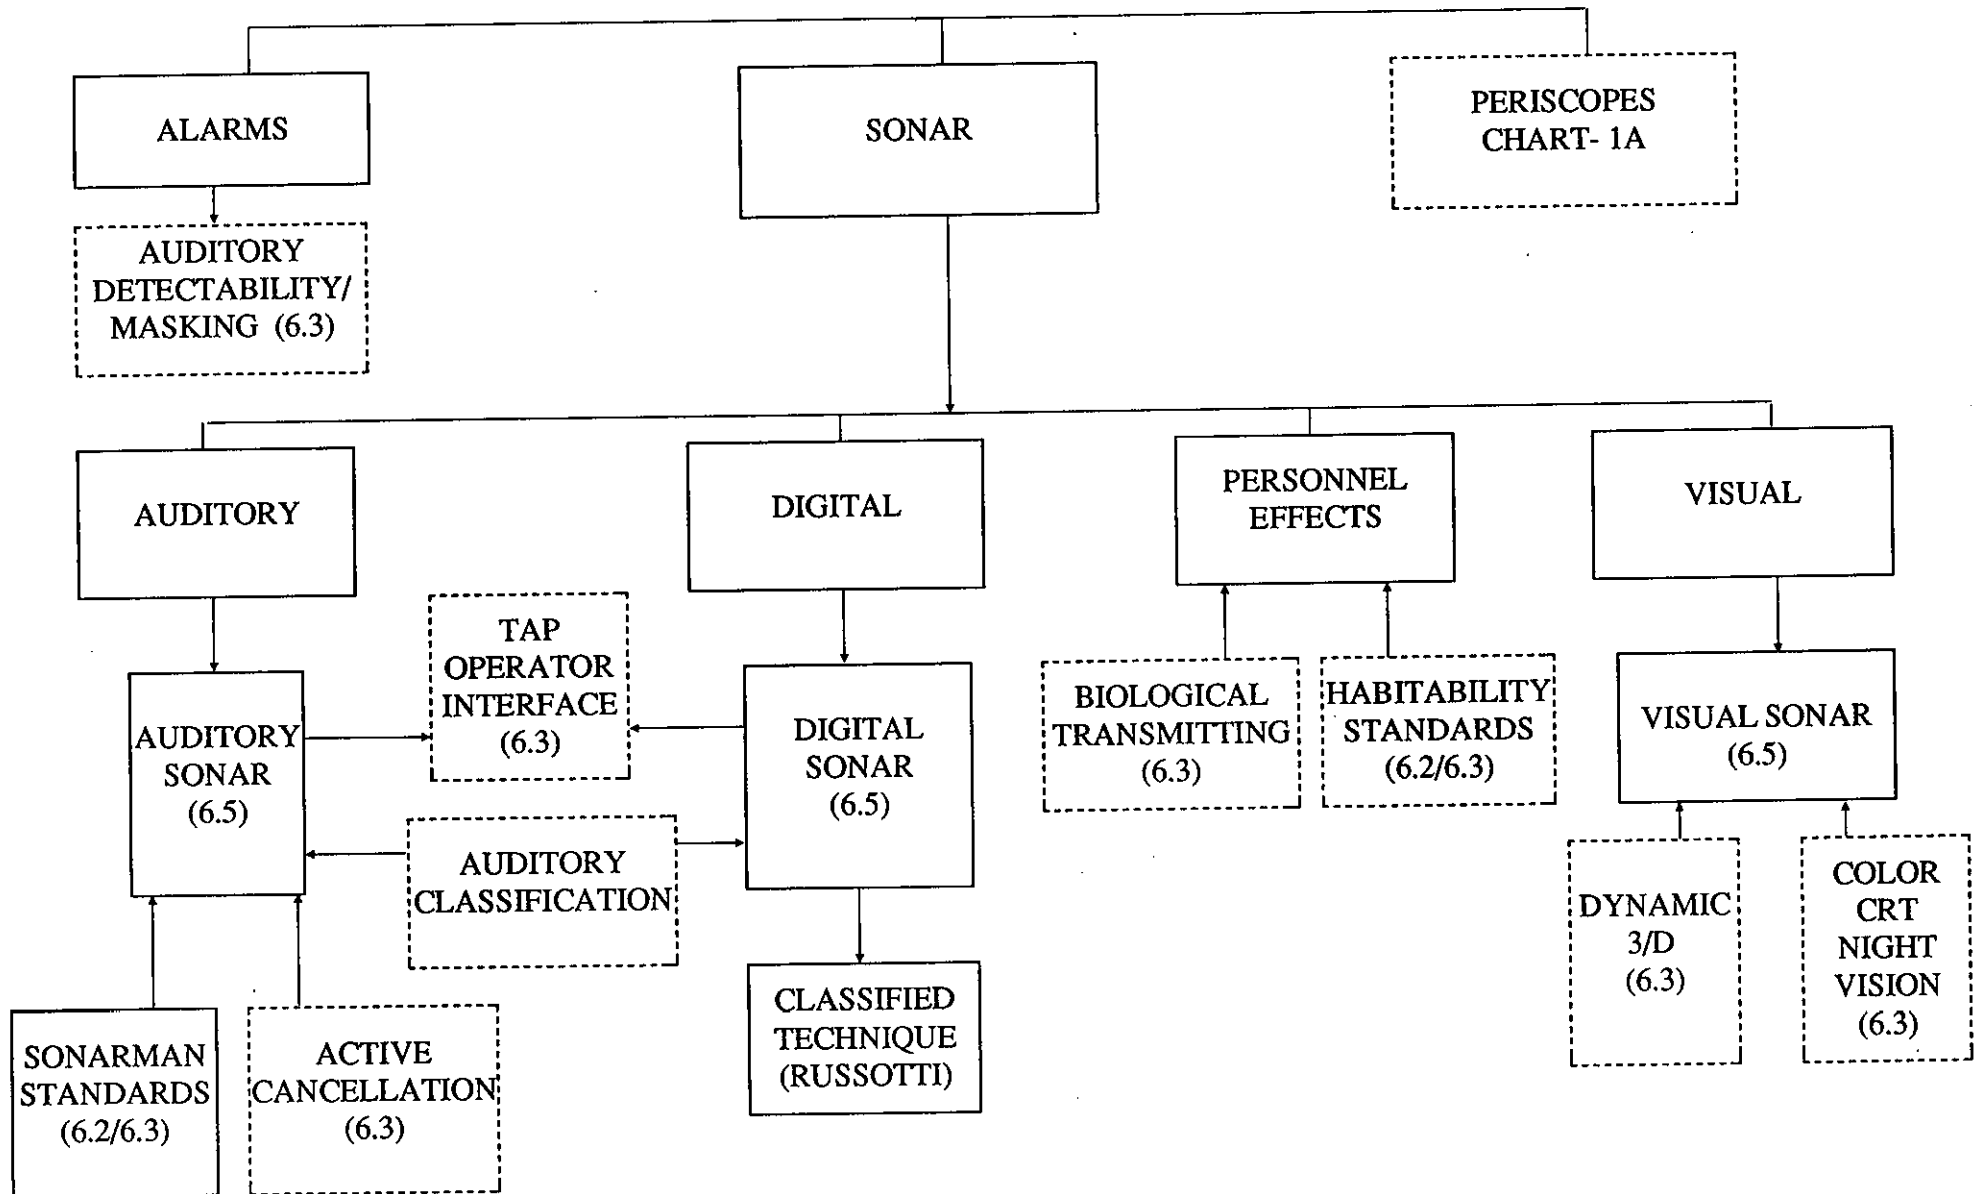 ALARMS
SONAR
PERISCOPES
CHART- 1A
AUDITORY
DETECTABILITY/
MASKING (6.3)
AUDITORY
DIGITAL
PERSONNEL
EFFECTS
VISUAL
TAP
OPERATOR
INTERFACE
(6.3)
AUDITORY
SONAR
(6.5)
DIGITAL
SONAR
(6.5)
BIOLOGICAL
TRANSMITTING
(6.3)
HABITABILITY
STANDARDS
(6.2/6.3)
VISUAL SONAR
(6.5)
AUDITORY
CLASSIFICATION
DYNAMIC
3/D
(6.3)
COLOR
CRT
NIGHT
VISION
(6.3)
SONARMAN
STANDARDS
(6.2/6.3)
ACTIVE
CANCELLATION
(6.3)
CLASSIFIED
TECHNIQUE
(RUSSOTTI)